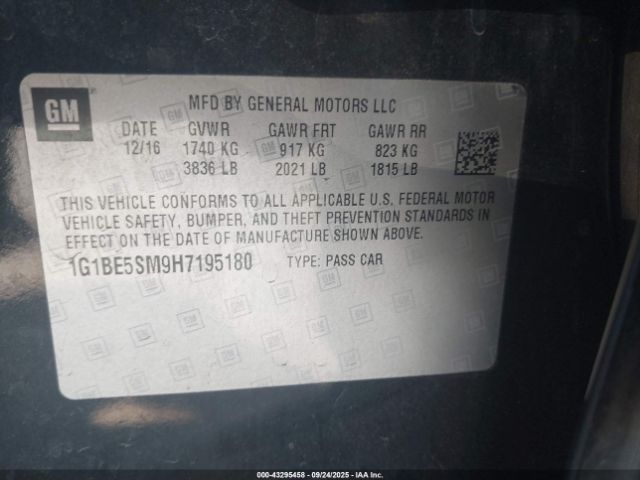 GM
MFD BY GENERAL MOTORS LLC
DATE GVWR GAWR FRT GAWR RR
12/16 1740 KG 917 KG 823 KG
3836 LB 2021 LB 1815 LB
THIS VEHICLE CONFORMS TO ALL APPLICABLE U.S. FEDERAL MOTOR
VEHICLE SAFETY, BUMPER, AND THEFT PREVENTION STANDARDS IN
EFFECT ON THE DATE OF MANUFACTURE SHOWN ABOVE.
1G1BE5SM9H7195180 TYPE: PASS CAR
000-43295458 - 09/24/2025 - IAAI.com